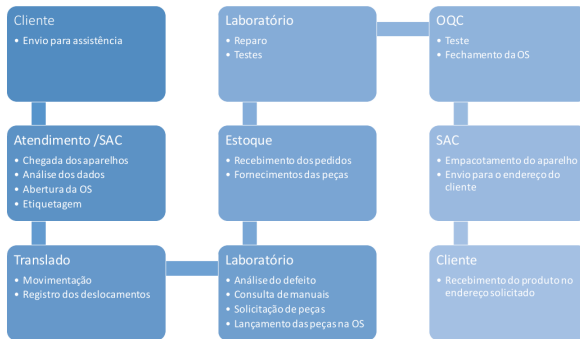 Cliente
• Envio para assistência
Atendimento /SAC
• Chegada dos aparelhos
• Análise dos dados
• Abertura da OS
• Etiquetagem
Translado
• Movimentação
• Registro dos deslocamentos
Laboratório
• Análise do defeito
• Consulta de manuais
• Solicitação de peças
• Lançamento das peças na OS
Estoque
• Recebimento dos pedidos
• Fornecimentos das peças
Laboratório
• Reparo
• Testes
OQC
• Teste
• Fechamento da OS
SAC
• Empacotamento do aparelho
• Envio para o endereço do
cliente
Cliente
• Recebimento do produto no
endereço solicitado